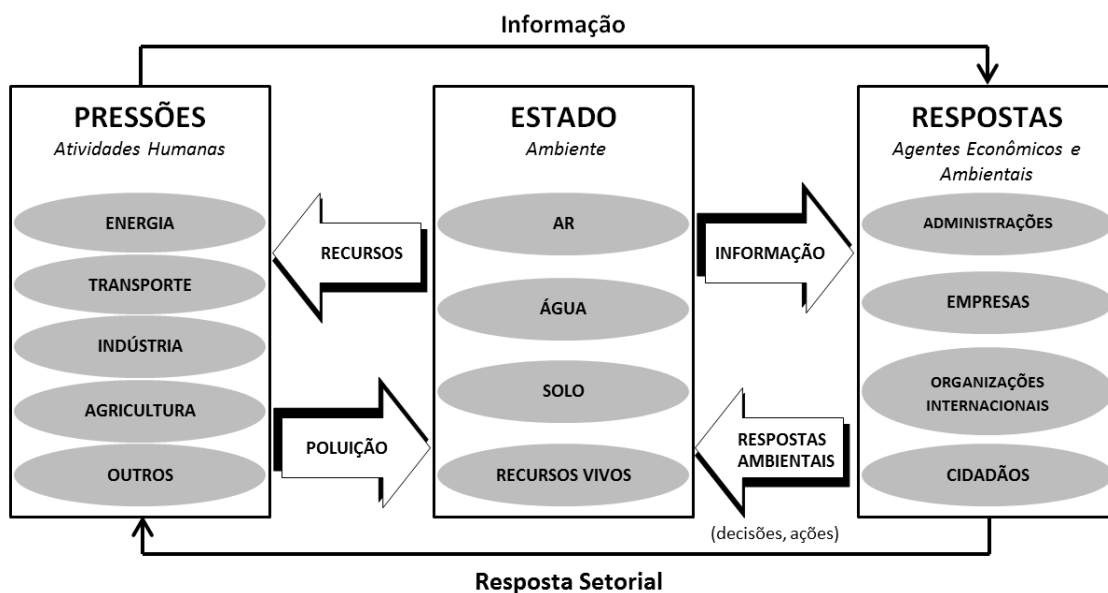 Informação
PRESSÕES
Atividades Humanas
ENERGIA
TRANSPORTE
INDÚSTRIA
AGRICULTURA
OUTROS
RECURSOS
POLUIÇÃO
ESTADO
Ambiente
AR
ÁGUA
SOLO
RECURSOS VIVOS
INFORMAÇÃO
RESPOSTAS
AMBIENTAIS
(decisões, ações)
RESPOSTAS
Agentes Econômicos e
Ambientais
ADMINISTRAÇÕES
EMPRESAS
ORGANIZAÇÕES
INTERNACIONAIS
CIDADÃOS
Resposta Setorial